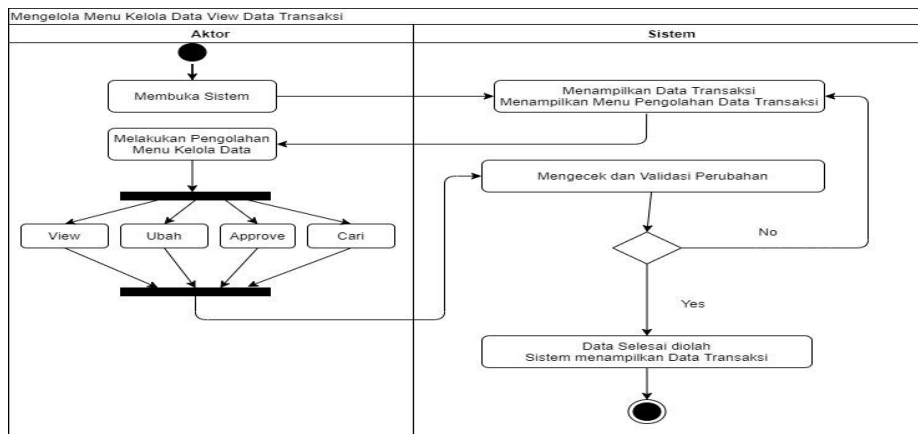 Mengelola Menu Kelola Data View Data Transaksi
Aktor
Sistem
Membuka Sistem
Menampilkan Data Transaksi
Menampilkan Menu Pengolahan Data Transaksi
Melakukan Pengolahan
Menu Kelola Data
Mengecek dan Validasi Perubahan
View
Ubah
Approve
Cari
No
Yes
Data Selesai diolah
Sistem menampilkan Data Transaksi